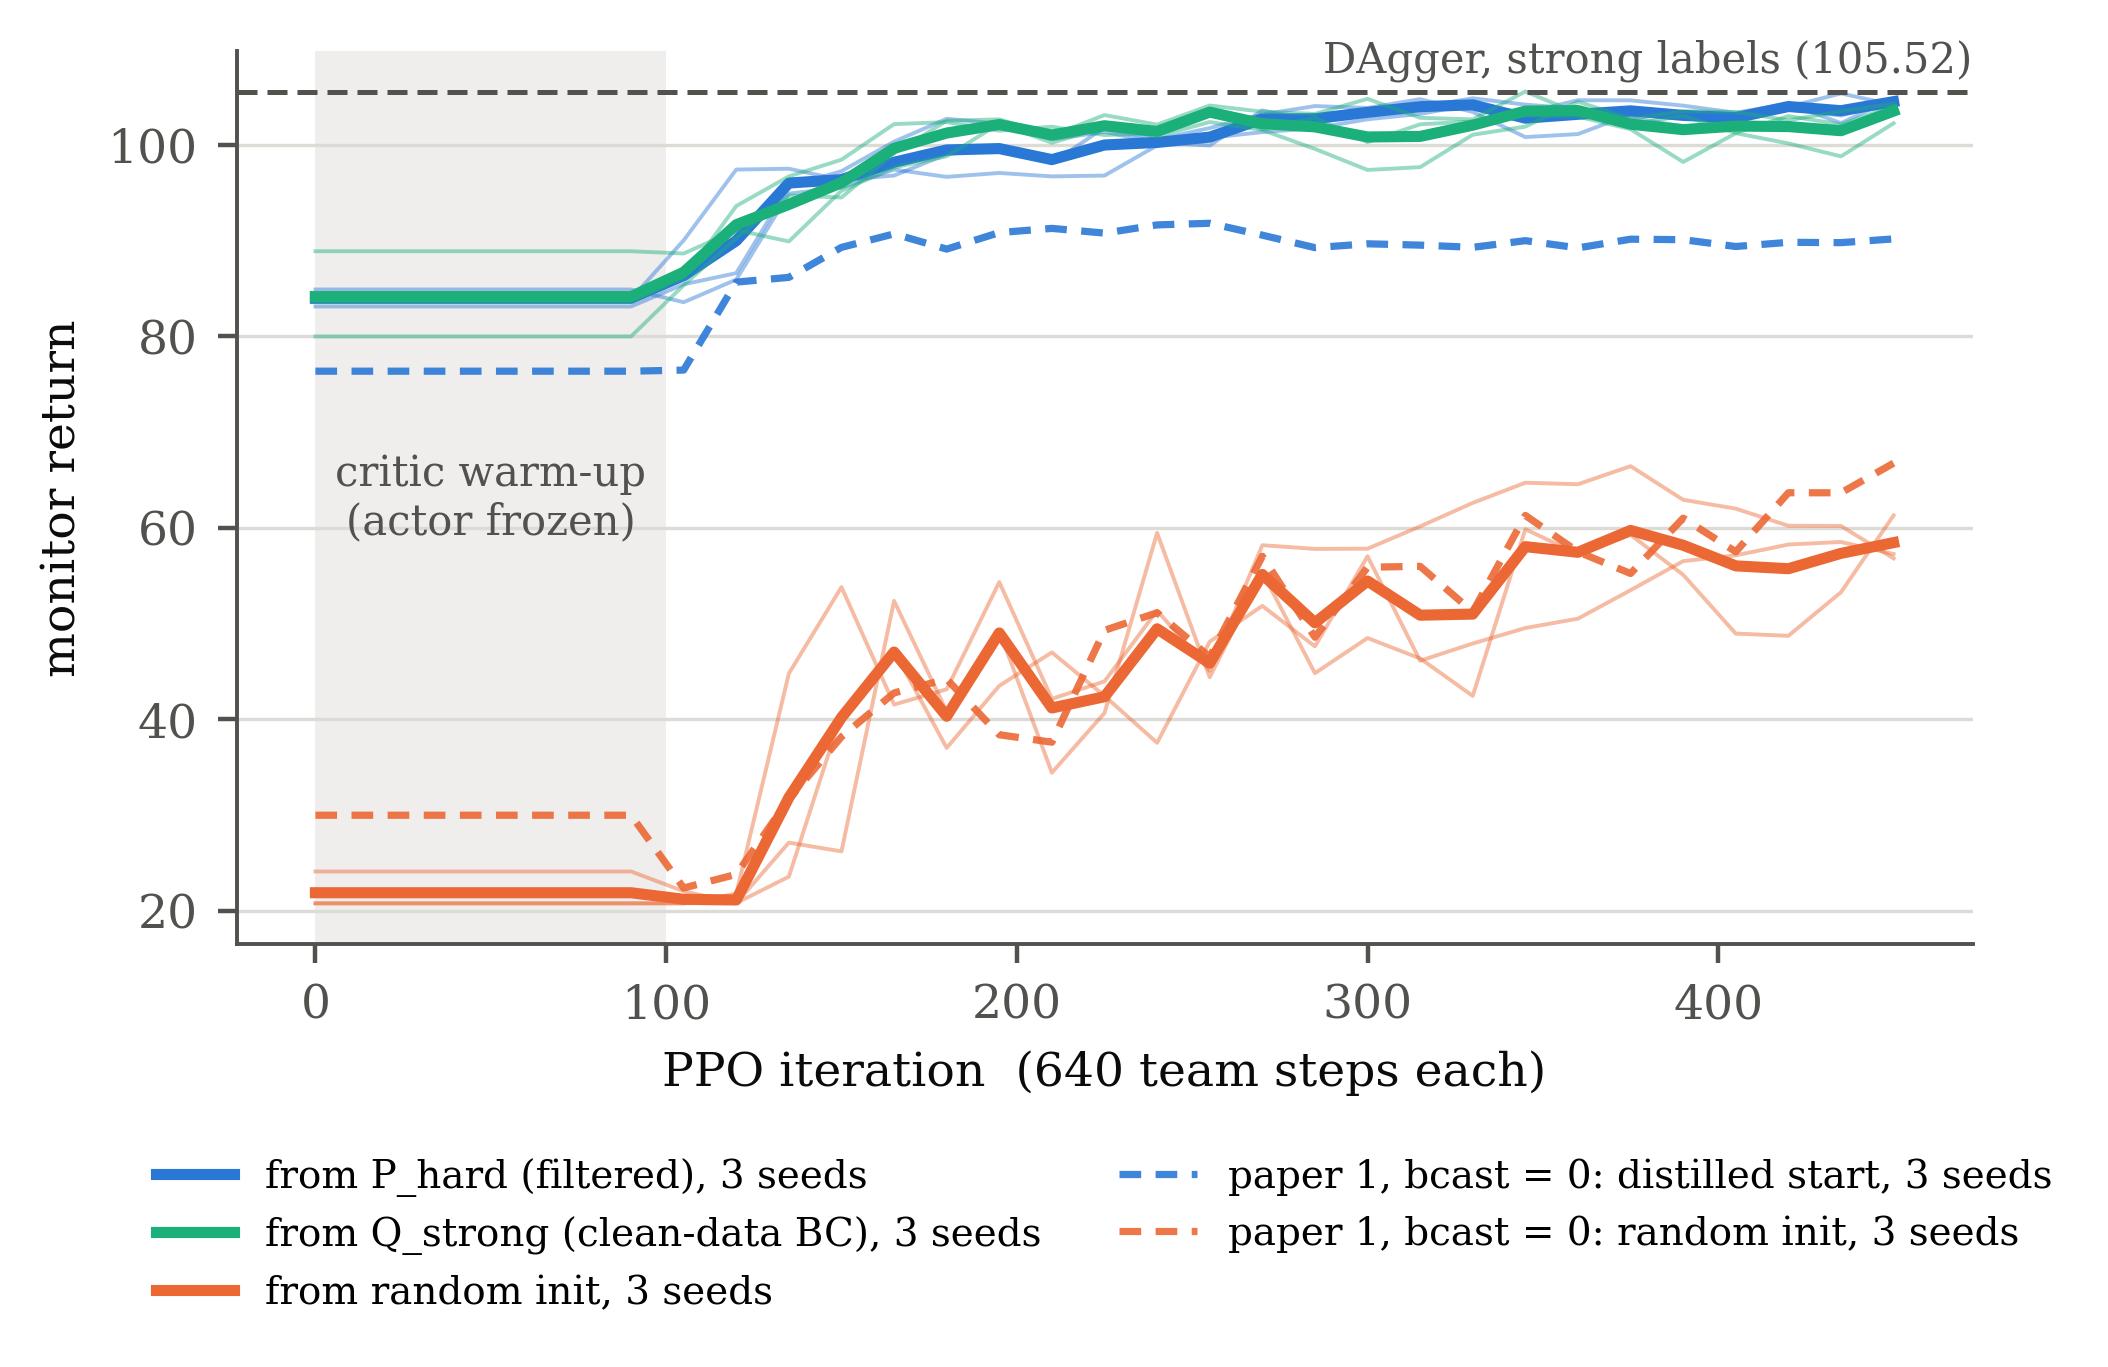 DAgger, strong labels (105.52)
100
80
60
40
20
monitor return
critic warm-up
(actor frozen)
0
100
200
300
400
PPO iteration  (640 team steps each)
from P_hard (filtered), 3 seeds
from Q_strong (clean-data BC), 3 seeds
from random init, 3 seeds
paper 1, bcast = 0: distilled start, 3 seeds
paper 1, bcast = 0: random init, 3 seeds